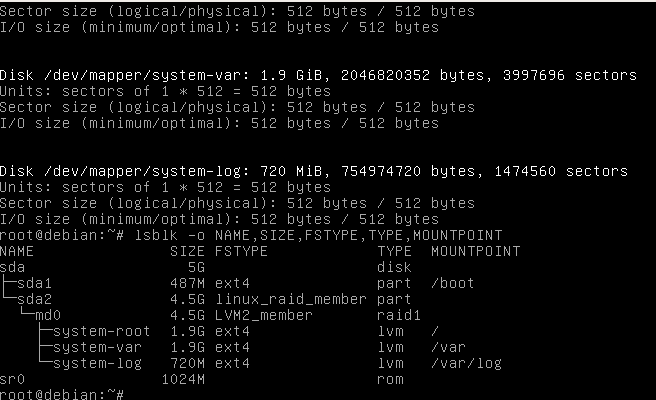 Sector size (logical/physical): 512 bytes / 512 bytes
I/O size (minimum/optimal): 512 bytes / 512 bytes
Disk /dev/mapper/system-var: 1.9 GiB, 2046820352 bytes, 3997696 sectors
Units: sectors of 1 * 512 = 512 bytes
Sector size (logical/physical): 512 bytes / 512 bytes
I/O size (minimum/optimal): 512 bytes / 512 bytes
Disk /dev/mapper/system-log: 720 MiB, 754974720 bytes, 1474560 sectors
Units: sectors of 1 * 512 = 512 bytes
Sector size (logical/physical): 512 bytes / 512 bytes
I/O size (minimum/optimal): 512 bytes / 512 bytes
root@debian:~# lsblk -o NAME,SIZE,FSTYPE,TYPE,MOUNTPOINT
NAME                SIZE FSTYPE            TYPE  MOUNTPOINT
sda                   5G                   disk
├─sda1              487M ext4              part  /boot
└─sda2              4.5G linux_raid_member part
  └─md0             4.5G LVM2_member       raid1
    ├─system-root   1.9G ext4              lvm   /
    ├─system-var    1.9G ext4              lvm   /var
    └─system-log    720M ext4              lvm   /var/log
sr0                1024M                   rom
root@debian:~#